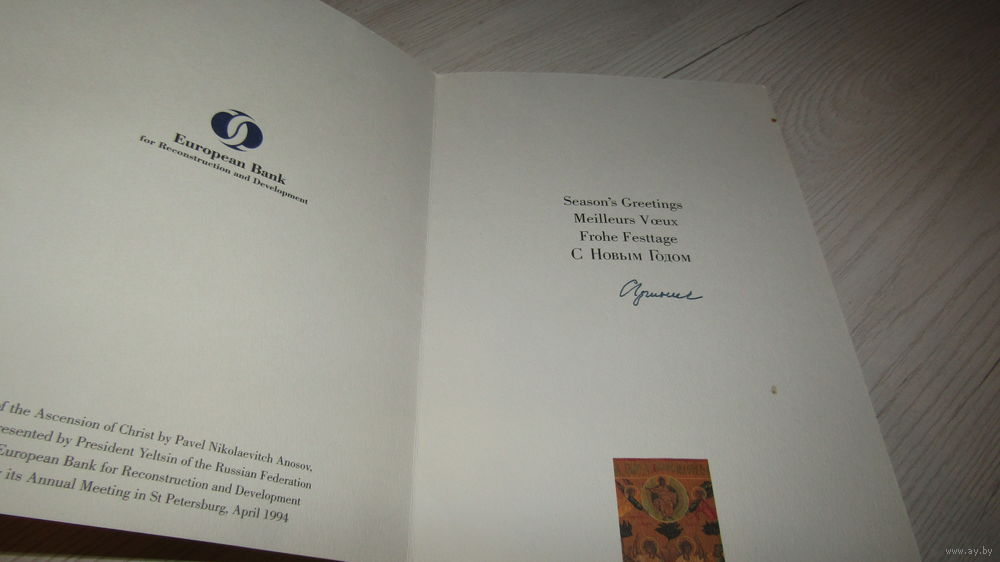 European Bank
for Reconstruction and Development
of the Ascension of Christ by Pavel Nikolaevitch Anosov,
presented by President Yeltsin of the Russian Federation
European Bank for Reconstruction and Development
its Annual Meeting in St Petersburg, April 1994
Season's Greetings
Meilleurs Vœux
Frohe Festtage
С Новым Годом
www.ay.by